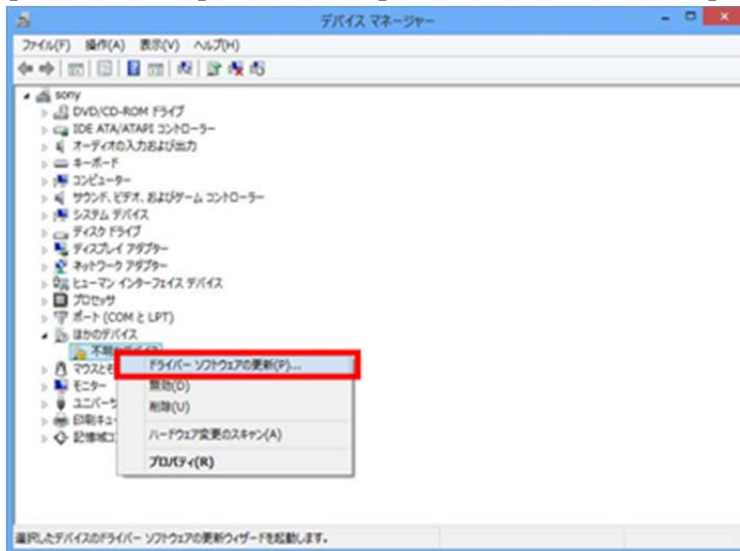 デバイス マネージャー
ファイル(F) 操作(A) 表示(V) ヘルプ(H)
sony
DVD/CD-ROM ドライブ
IDE ATA/ATAPI コントローラー
オーディオの入力および出力
キーボード
コンピューター
サウンド、ビデオ、およびゲーム コントローラー
システム デバイス
ディスク ドライブ
ディスプレイ アダプター
ネットワーク アダプター
ヒューマン インターフェイス デバイス
プロセッサ
ポート (COM と LPT)
ほかのデバイス
ドライバー ソフトウェアの更新(P)...
マウスと
無効(D)
モニター
削除(U)
ハードウェア変更のスキャン(A)
プロパティ(R)
選択したデバイスのドライバー ソフトウェアの更新ウィザードを起動します。